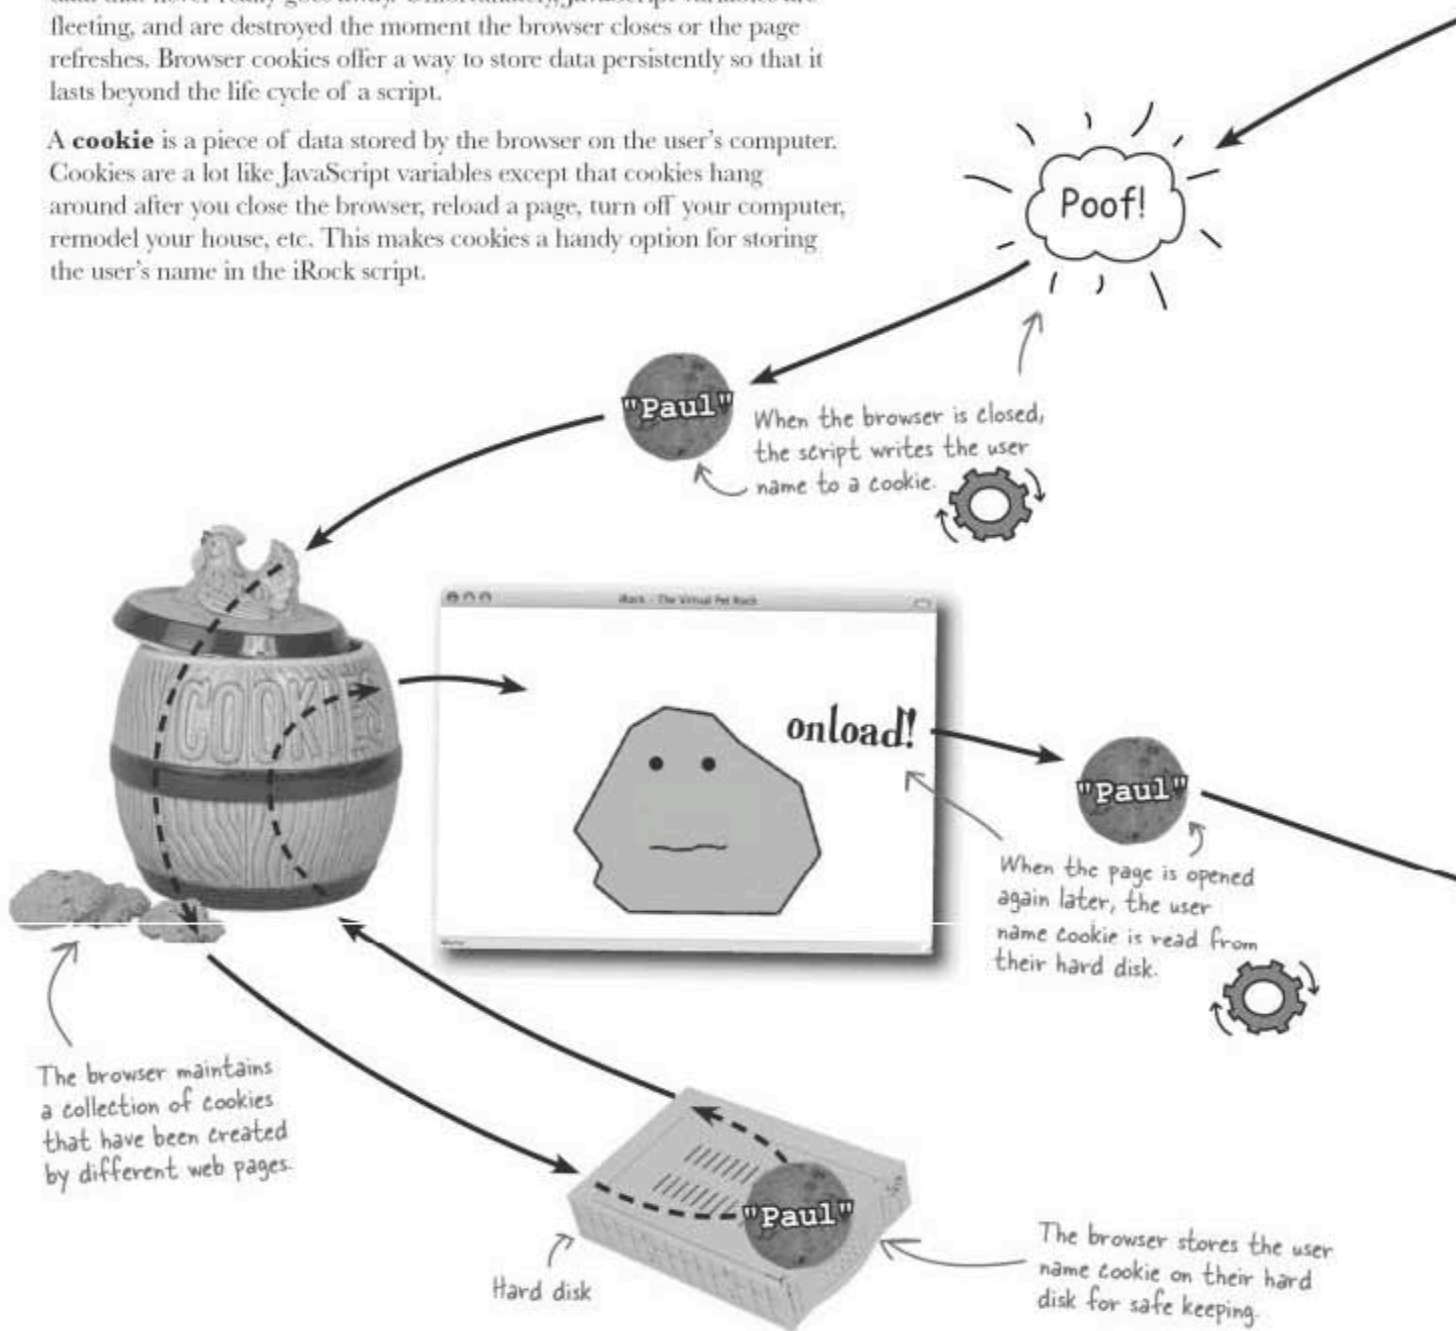 fleeting, and are destroyed the moment the browser closes or the page
refreshes. Browser cookies offer a way to store data persistently so that it
lasts beyond the life cycle of a script.
A cookie is a piece of data stored by the browser on the user's computer.
Cookies are a lot like JavaScript variables except that cookies hang
around after you close the browser, reload a page, turn off your computer,
remodel your house, etc. This makes cookies a handy option for storing
the user's name in the iRock script.
Poof!
"Paul"
When the browser is closed,
the script writes the user
name to a cookie.
COOKIES
iRock - The Virtual Pet Rock
onload!
"Paul"
When the page is opened
again later, the user
name cookie is read from
their hard disk.
The browser maintains
a collection of cookies
that have been created
by different web pages.
"Paul"
Hard disk
The browser stores the user
name cookie on their hard
disk for safe keeping.